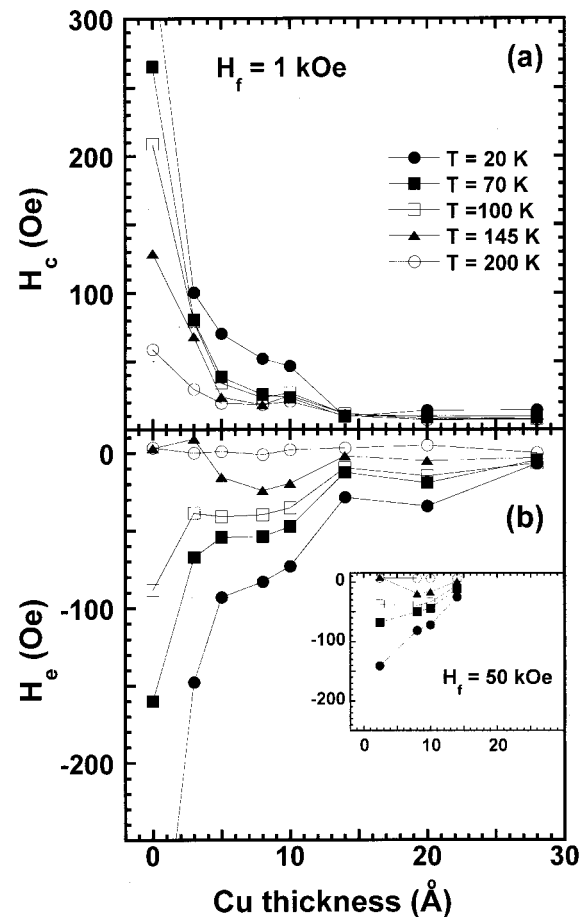 300
(a)
H_f = 1 kOe
200
T = 20 K
T = 70 K
T =100 K
T = 145 K
T = 200 K
H_c (Oe)
100
0
(b)
-100
H_e (Oe)
-200
0
-100
H_f = 50 kOe
-200
0 10 20
0 10 20 30
Cu thickness (Å)